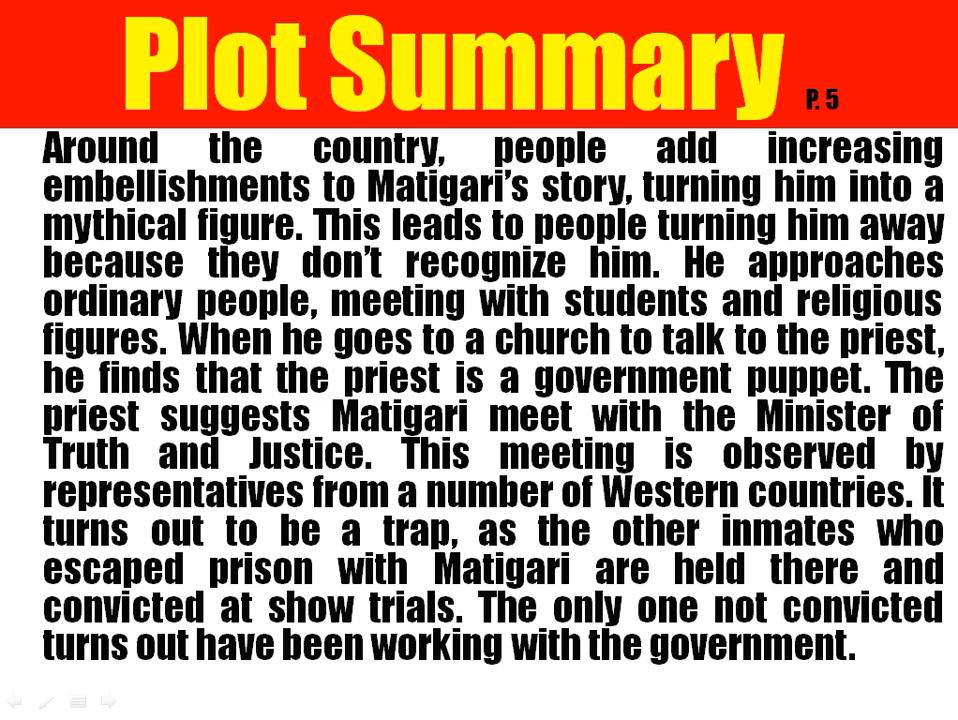 Plot Summary P. 5
Around the country, people add increasing
embellishments to Matigari’s story, turning him into a
mythical figure. This leads to people turning him away
because they don’t recognize him. He approaches
ordinary people, meeting with students and religious
figures. When he goes to a church to talk to the priest,
he finds that the priest is a government puppet. The
priest suggests Matigari meet with the Minister of
Truth and Justice. This meeting is observed by
representatives from a number of Western countries. It
turns out to be a trap, as the other inmates who
escaped prison with Matigari are held there and
convicted at show trials. The only one not convicted
turns out have been working with the government.